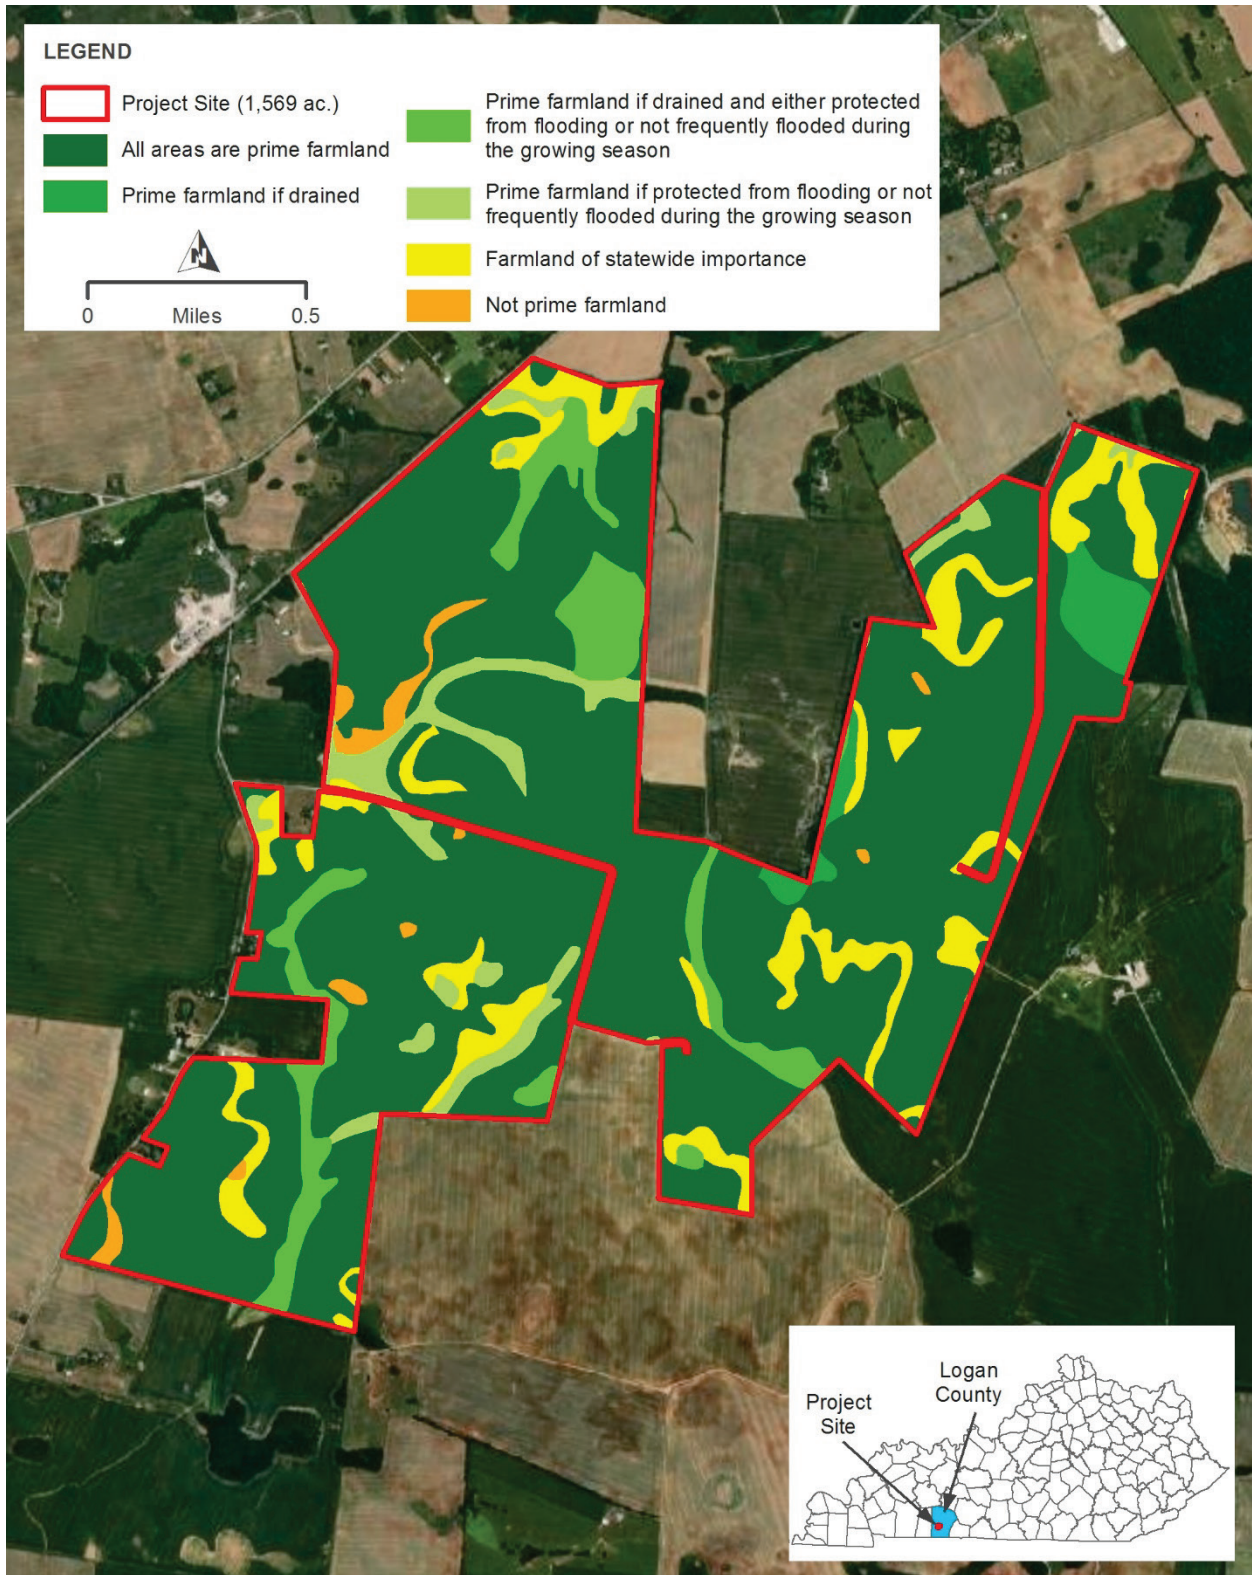 LEGEND
Project Site (1,569 ac.)
All areas are prime farmland
Prime farmland if drained
N
0 Miles 0.5
Prime farmland if drained and either protected
from flooding or not frequently flooded during
the growing season
Prime farmland if protected from flooding or not
frequently flooded during the growing season
Farmland of statewide importance
Not prime farmland
Logan
County
Project
Site